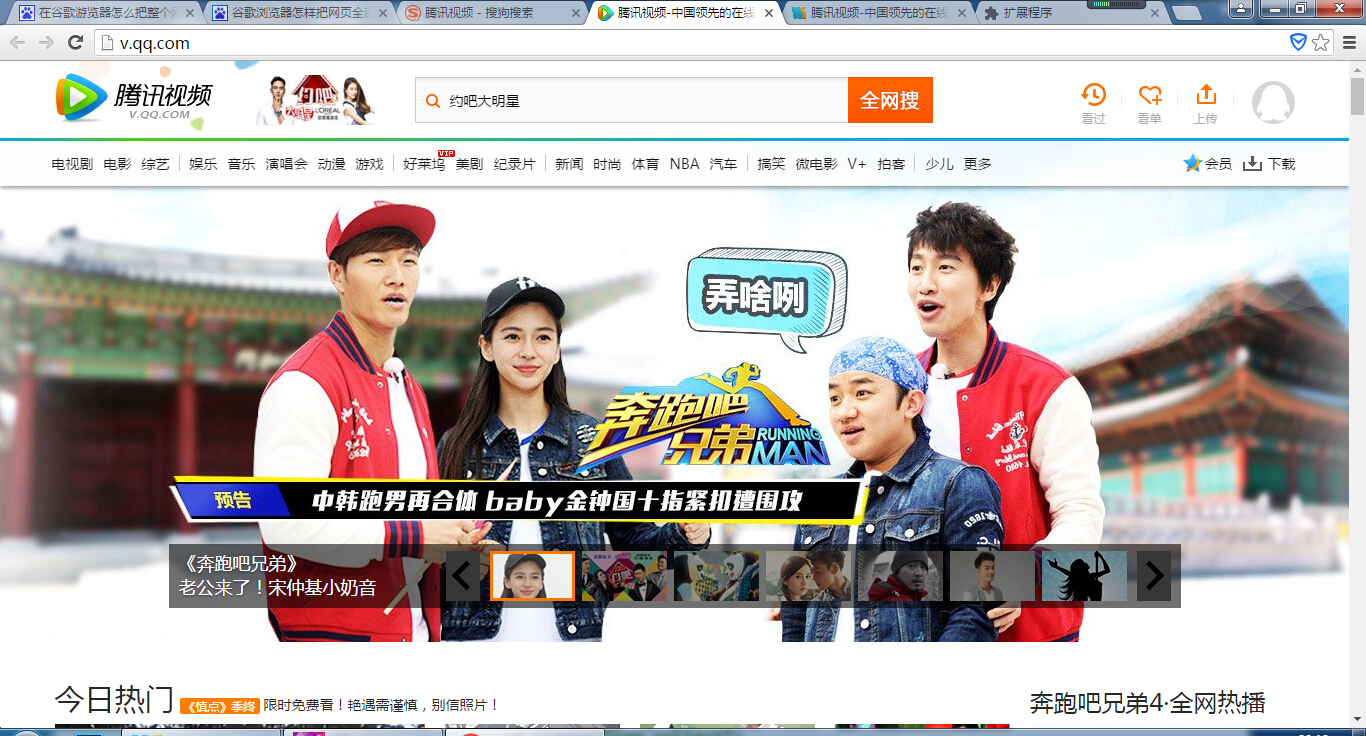 在谷歌游览器怎么把整个
谷歌浏览器怎样把网页全
腾讯视频 - 搜狗搜索
腾讯视频-中国领先的在线
腾讯视频-中国领先的在线
扩展程序
v.qq.com
腾讯视频
V.QQ.COM
约吧
大明星
L'OREAL
约吧大明星
全网搜
看过
看单
上传
电视剧 电影 综艺 娱乐 音乐 演唱会 动漫 游戏 好莱坞 VIP 美剧 纪录片 新闻 时尚 体育 NBA 汽车 搞笑 微电影 V+ 拍客 少儿 更多 会员 下载
弄啥咧
奔跑吧
兄弟
RUNNING
MAN
预告 中韩跑男再合体 baby金钟国十指紧扣遭围攻
《奔跑吧兄弟》
老公来了！宋仲基小奶音
今日热门 《慎点》季终 限时免费看！艳遇需谨慎，别信照片！
奔跑吧兄弟4·全网热播